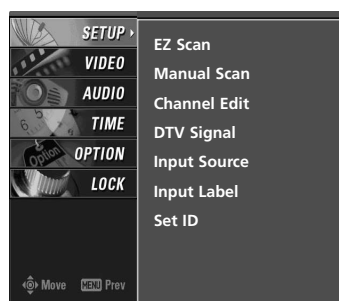 SETUP
VIDEO
AUDIO
TIME
OPTION
LOCK
EZ Scan
Manual Scan
Channel Edit
DTV Signal
Input Source
Input Label
Set ID
Move MENU Prev